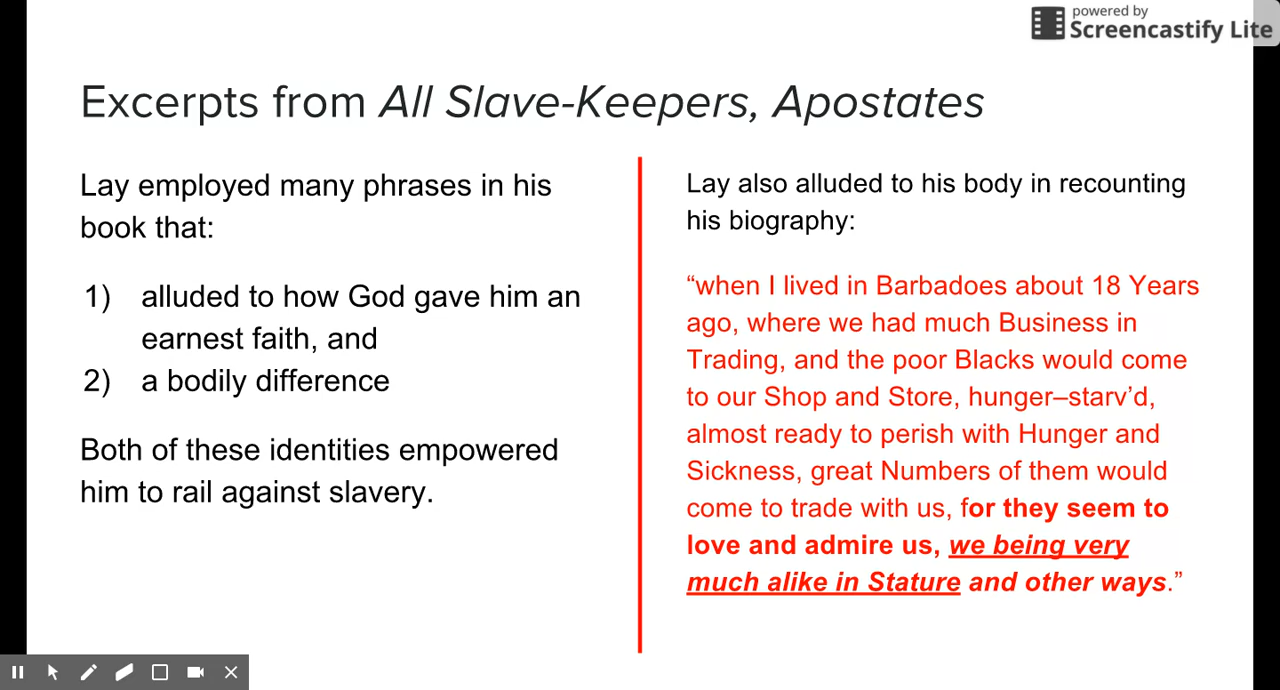 powered by
Screencastify Lite
Excerpts from All Slave-Keepers, Apostates
Lay employed many phrases in his
book that:
1) alluded to how God gave him an
earnest faith, and
2) a bodily difference
Both of these identities empowered
him to rail against slavery.
Lay also alluded to his body in recounting
his biography:
“when I lived in Barbadoes about 18 Years
ago, where we had much Business in
Trading, and the poor Blacks would come
to our Shop and Store, hunger–starv’d,
almost ready to perish with Hunger and
Sickness, great Numbers of them would
come to trade with us, for they seem to
love and admire us, we being very
much alike in Stature and other ways.”